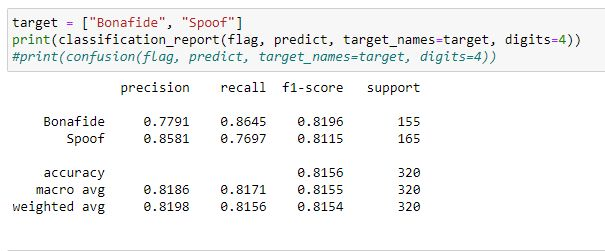 target = ["Bonafide", "Spoof"]
print(classification_report(flag, predict, target_names=target, digits=4))
#print(confusion(flag, predict, target_names=target, digits=4))
precision recall f1-score support
Bonafide 0.7791 0.8645 0.8196 155
Spoof 0.8581 0.7697 0.8115 165
accuracy 0.8156 320
macro avg 0.8186 0.8171 0.8155 320
weighted avg 0.8198 0.8156 0.8154 320